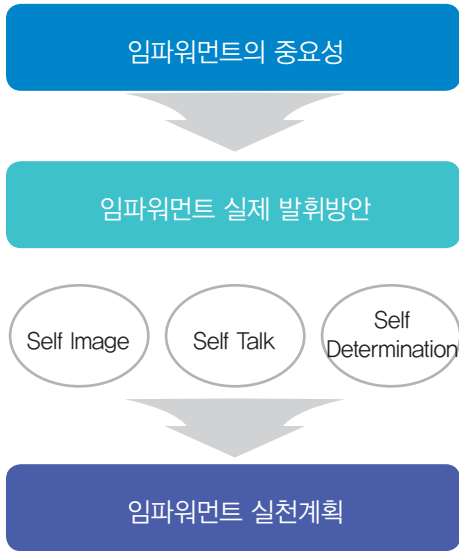 임파워먼트의 중요성
임파워먼트 실제 발휘방안
Self Image
Self Talk
Self
Determination
임파워먼트 실천계획